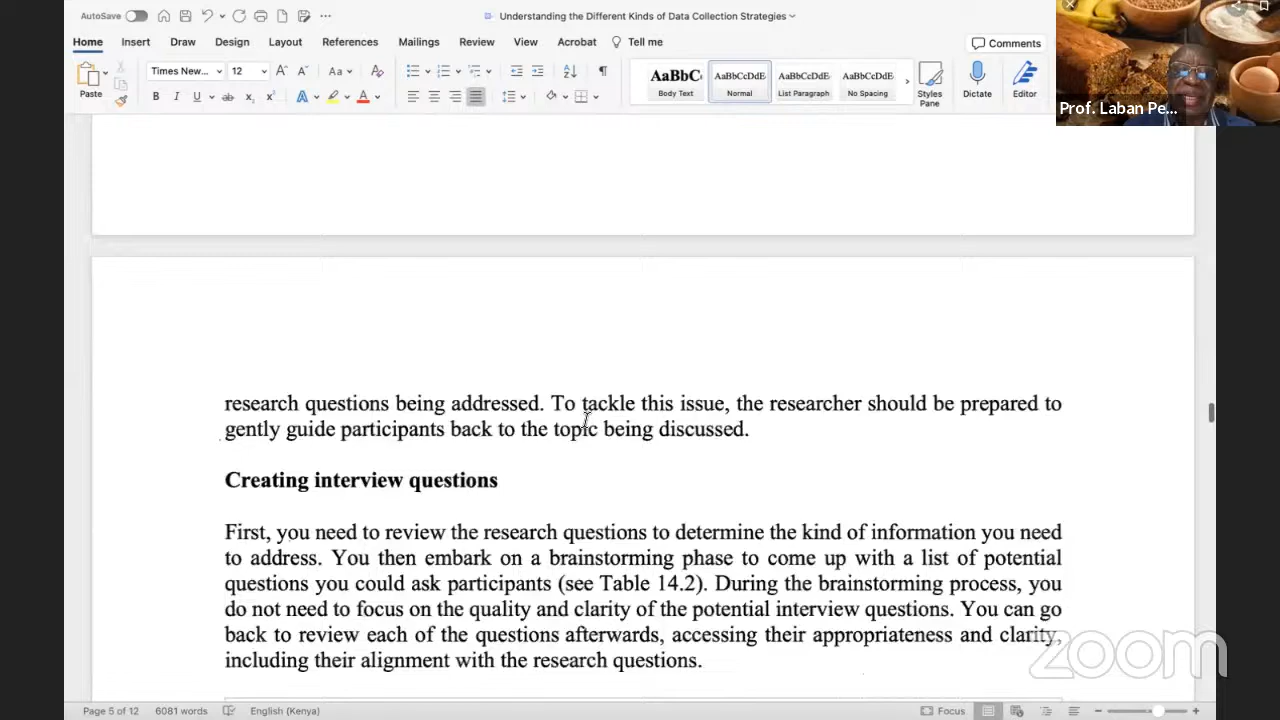 AutoSave
Understanding the Different Kinds of Data Collection Strategies
Home Insert Draw Design Layout References Mailings Review View Acrobat Tell me Comments
Paste
Times New... 12 Aa
B I U ab x
AaBbC Body Text
AaBbCcDdE Normal
AaBbCcDdE List Paragraph
AaBbCcDdE No Spacing
Styles Pane
Dictate
Editor
Prof. Laban Pe...
research questions being addressed. To tackle this issue, the researcher should be prepared to
gently guide participants back to the topic being discussed.
Creating interview questions
First, you need to review the research questions to determine the kind of information you need
to address. You then embark on a brainstorming phase to come up with a list of potential
questions you could ask participants (see Table 14.2). During the brainstorming process, you
do not need to focus on the quality and clarity of the potential interview questions. You can go
back to review each of the questions afterwards, accessing their appropriateness and clarity,
including their alignment with the research questions.
zoom
Page 5 of 12 6081 words English (Kenya) Focus